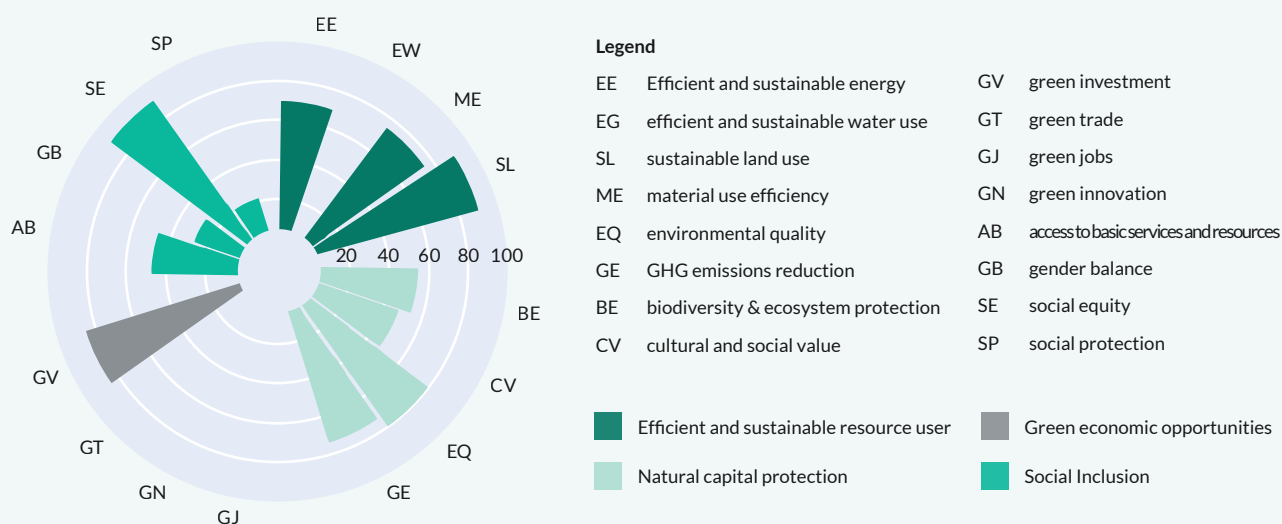 EE
SP
EW
SE
ME
GB
SL
AB
20 40 60 80 100
BE
GV
CV
GT
EQ
GN
GE
GJ
Legend
EE Efficient and sustainable energy
EG efficient and sustainable water use
SL sustainable land use
ME material use efficiency
EQ environmental quality
GE GHG emissions reduction
BE biodiversity & ecosystem protection
CV cultural and social value
GV green investment
GT green trade
GJ green jobs
GN green innovation
AB access to basic services and resources
GB gender balance
SE social equity
SP social protection
Efficient and sustainable resource user
Natural capital protection
Green economic opportunities
Social Inclusion